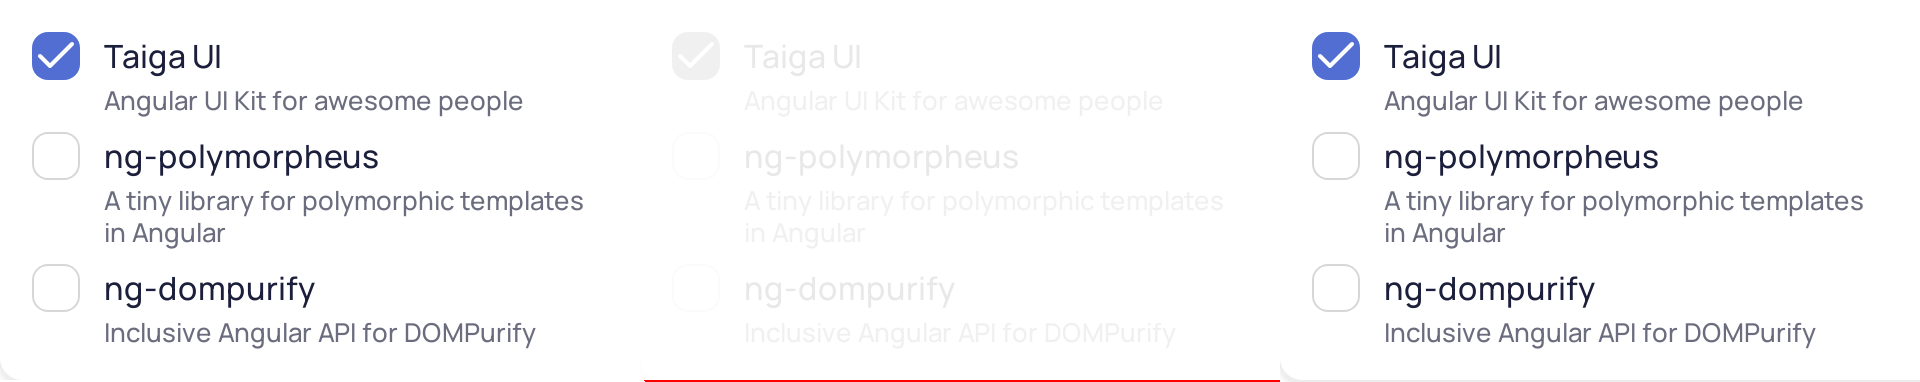 Taiga UI
Angular UI Kit for awesome people
ng-polymorpheus
A tiny library for polymorphic templates
in Angular
ng-dompurify
Inclusive Angular API for DOMPurify
Taiga UI
Angular UI Kit for awesome people
ng-polymorpheus
A tiny library for polymorphic templates
in Angular
ng-dompurify
Inclusive Angular API for DOMPurify
Taiga UI
Angular UI Kit for awesome people
ng-polymorpheus
A tiny library for polymorphic templates
in Angular
ng-dompurify
Inclusive Angular API for DOMPurify